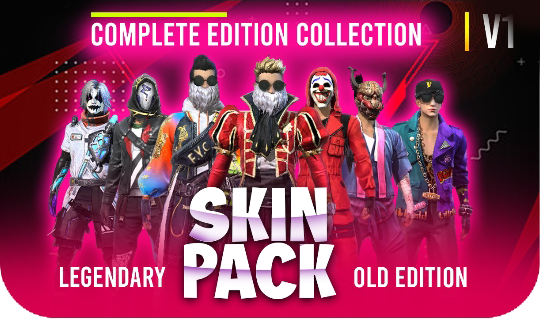 COMPLETE EDITION COLLECTION
V1
F.V.C
SKIN
PACK
LEGENDARY
OLD EDITION